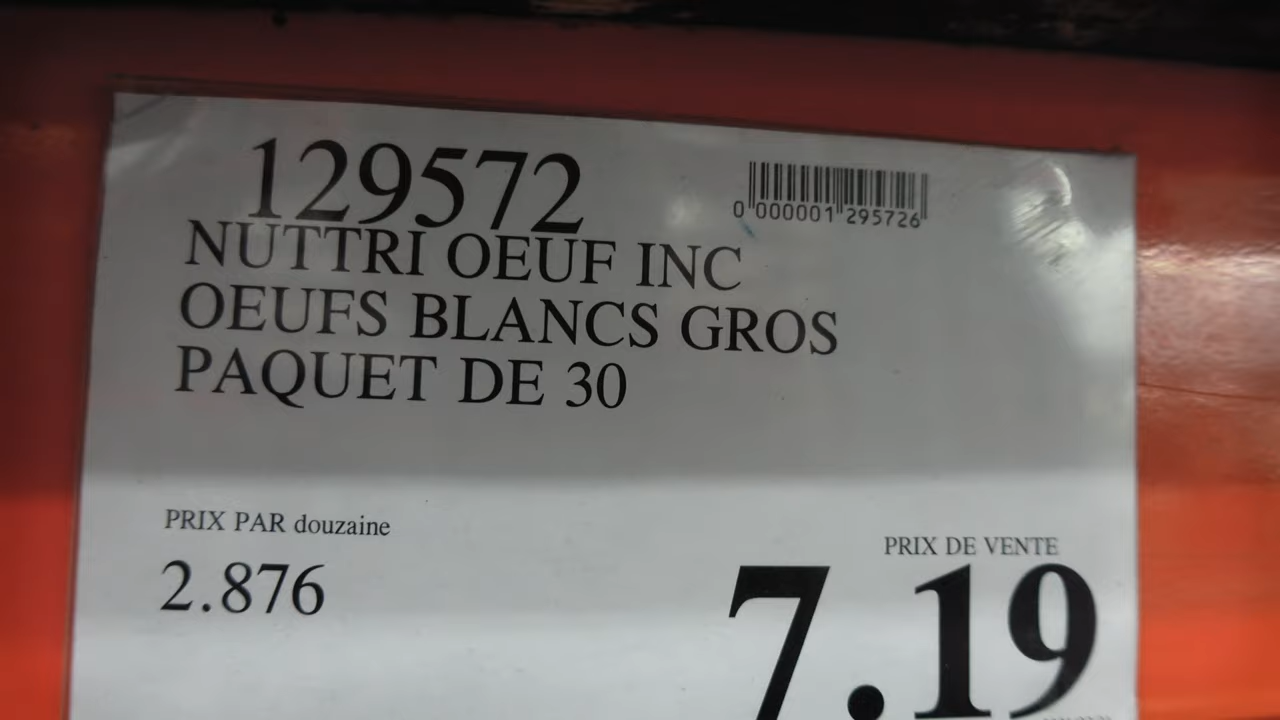 129572
0 000001 295726
NUTTRI OEUF INC
OEUFS BLANCS GROS
PAQUET DE 30
PRIX PAR douzaine
2.876
PRIX DE VENTE
7.19